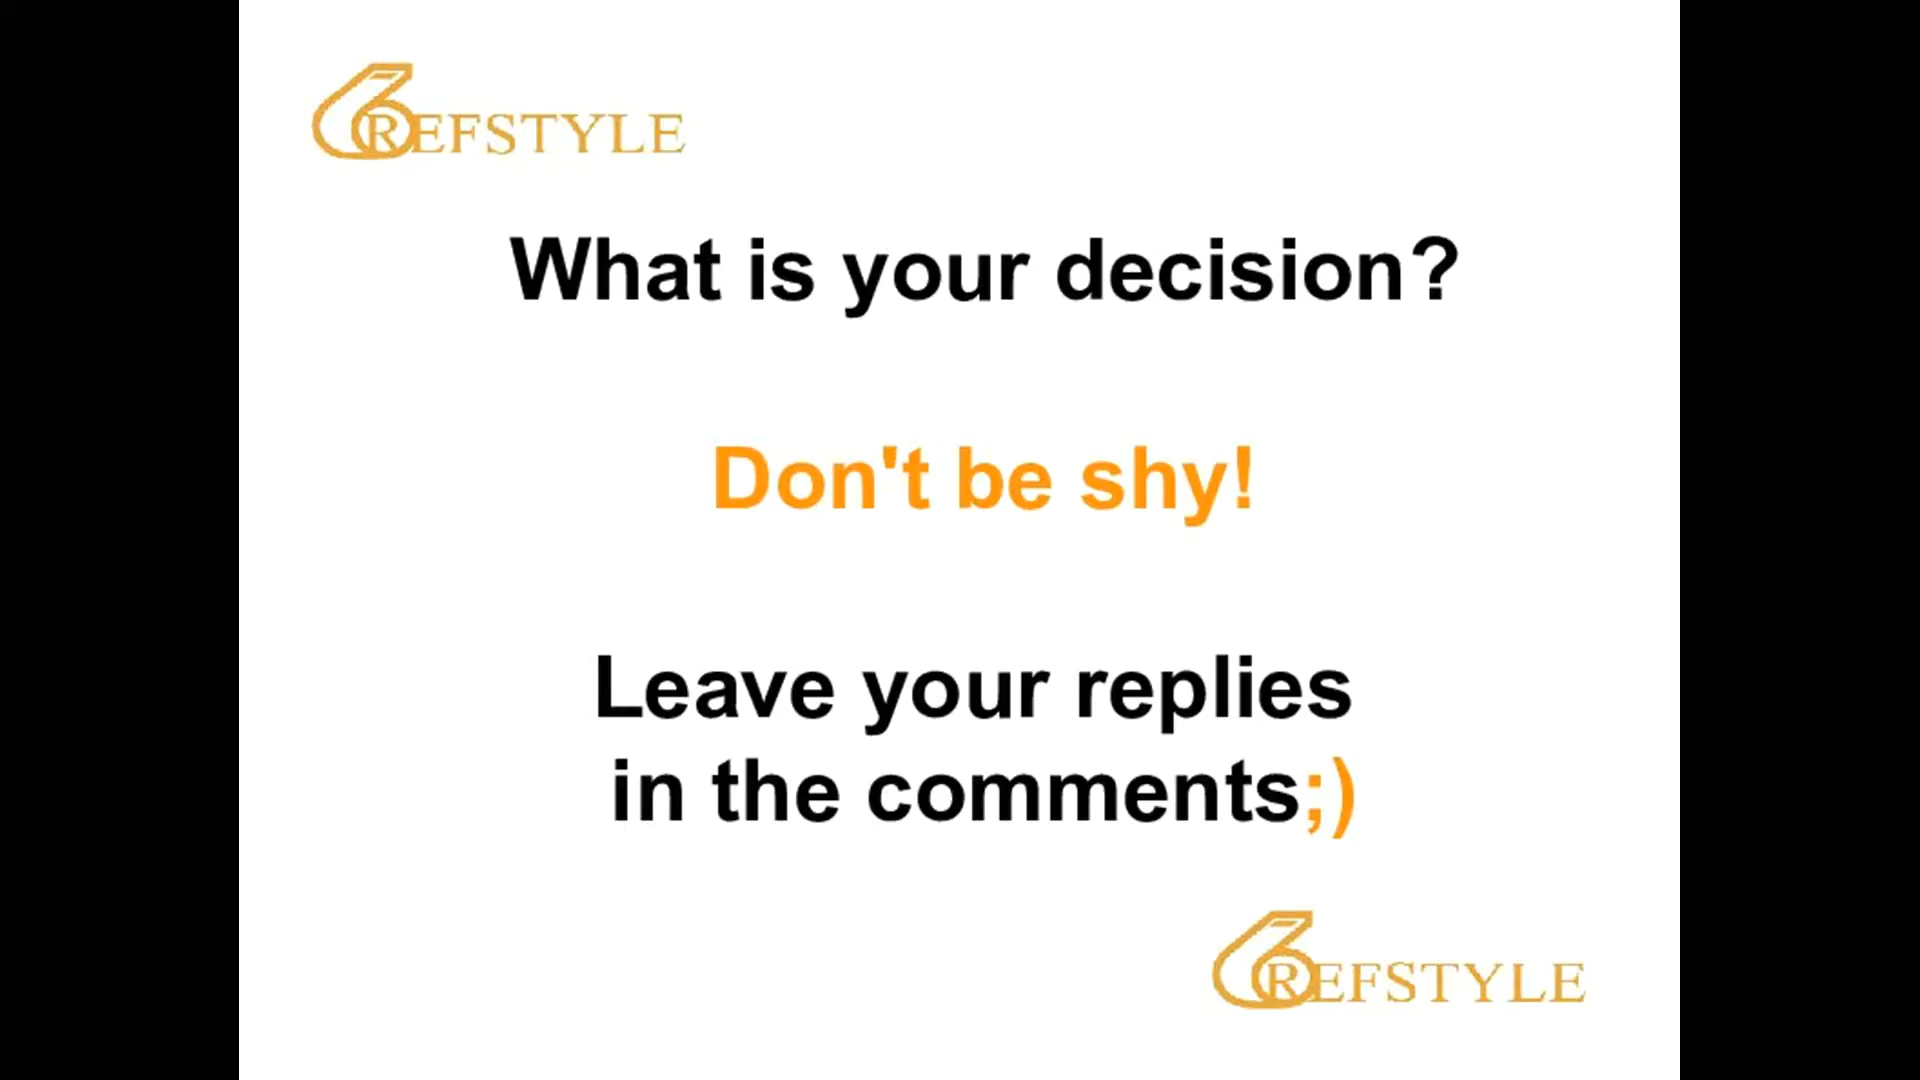 REFSTYLE
What is your decision?
Don't be shy!
Leave your replies
in the comments;)
REFSTYLE